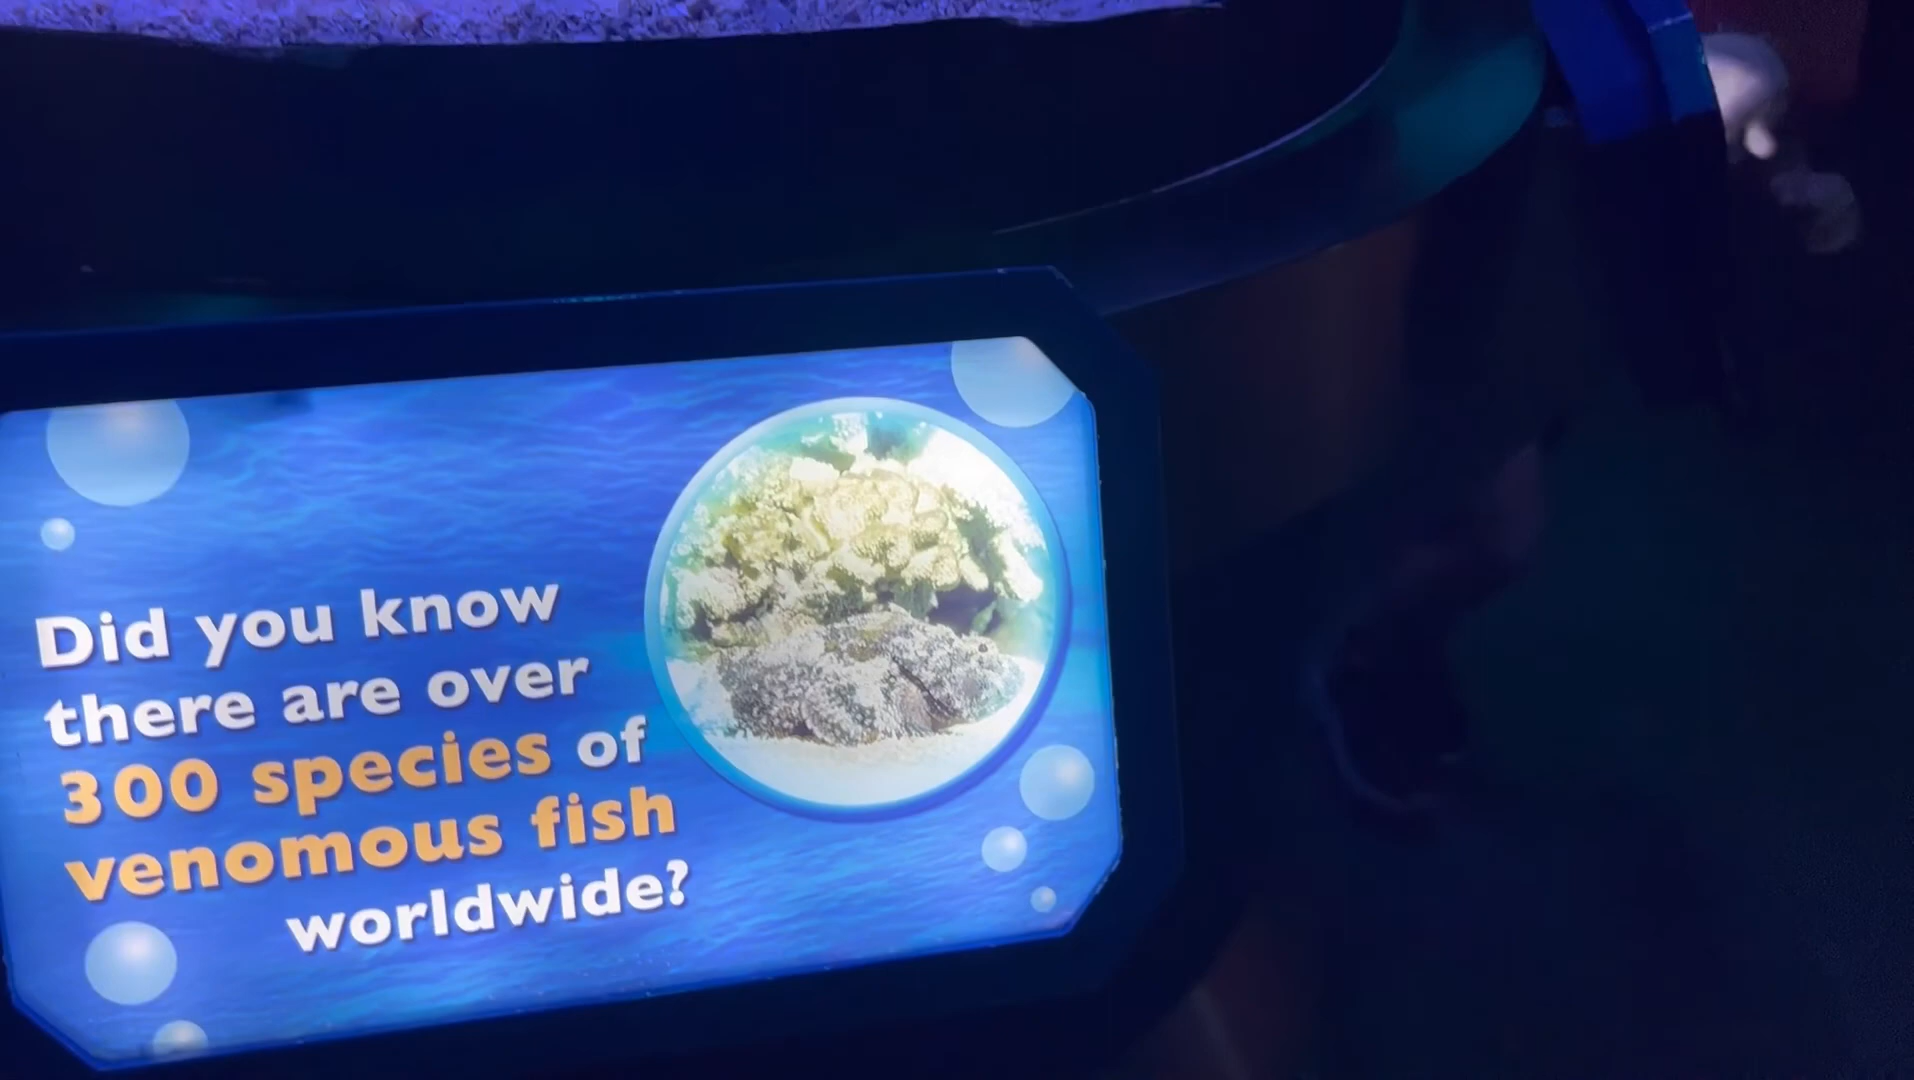 Did you know
there are over
300 species of
venomous fish
worldwide?